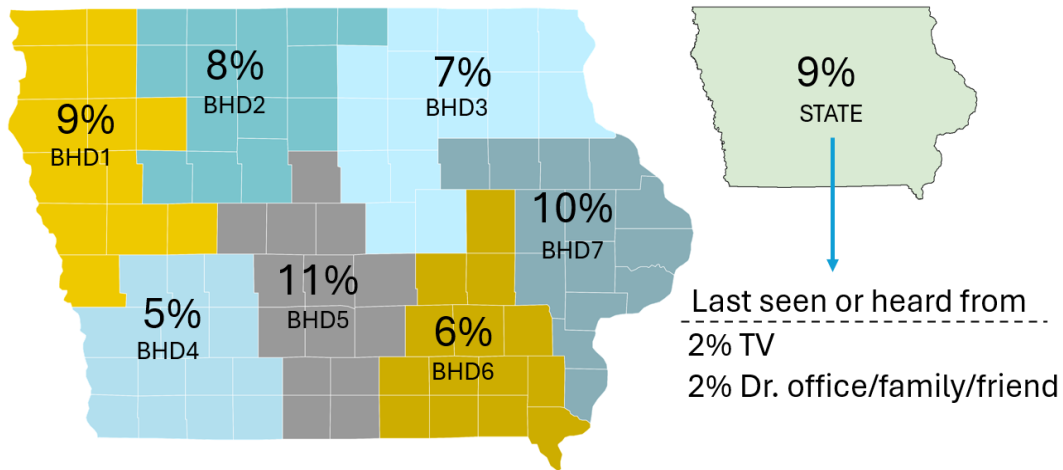 8%
BHD2
7%
BHD3
9%
BHD1
10%
BHD7
11%
BHD5
5%
BHD4
6%
BHD6
9%
STATE
Last seen or heard from
2% TV
2% Dr. office/family/friend